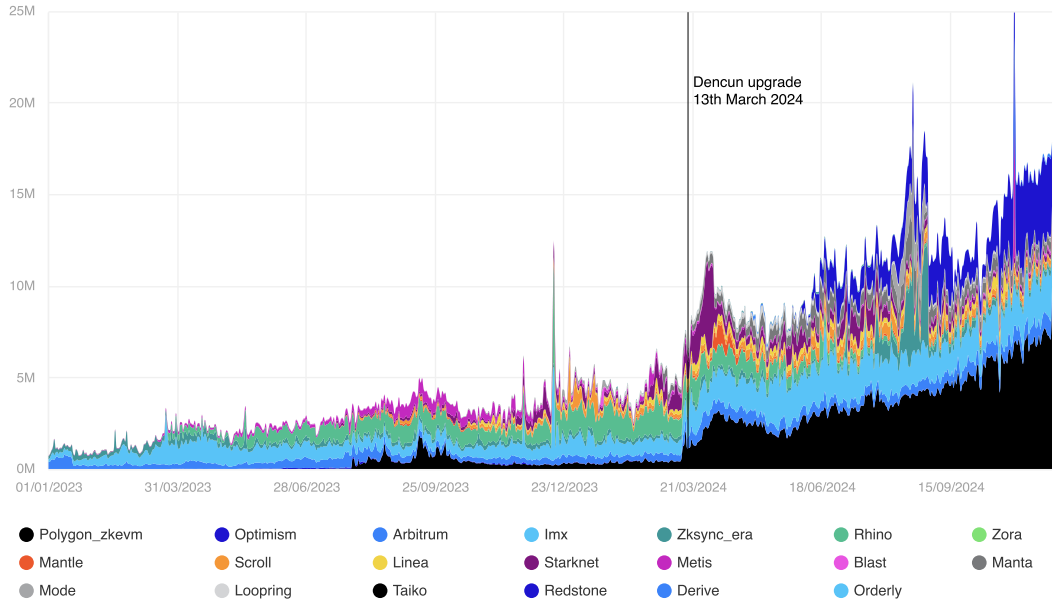 25M
Dencun upgrade
13th March 2024
20M
15M
10M
5M
0M
01/01/2023 31/03/2023 28/06/2023 25/09/2023 23/12/2023 21/03/2024 18/06/2024 15/09/2024
Polygon_zkevm Optimism Arbitrum Imx Zksync_era Rhino Zora
Mantle Scroll Linea Starknet Metis Blast Manta
Mode Loopring Taiko Redstone Derive Orderly